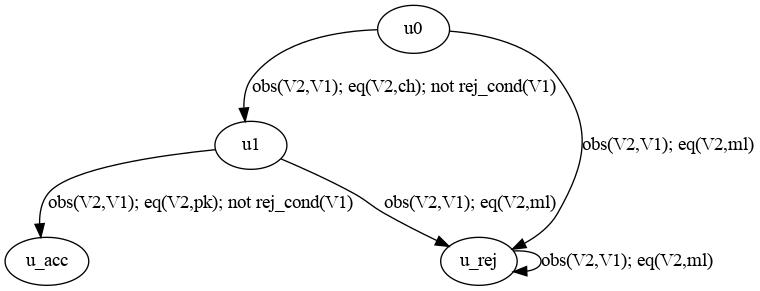 u0
obs(V2,V1); eq(V2,ch); not rej_cond(V1)
u1
obs(V2,V1); eq(V2,ml)
obs(V2,V1); eq(V2,pk); not rej_cond(V1)
obs(V2,V1); eq(V2,ml)
u_acc
u_rej
obs(V2,V1); eq(V2,ml)